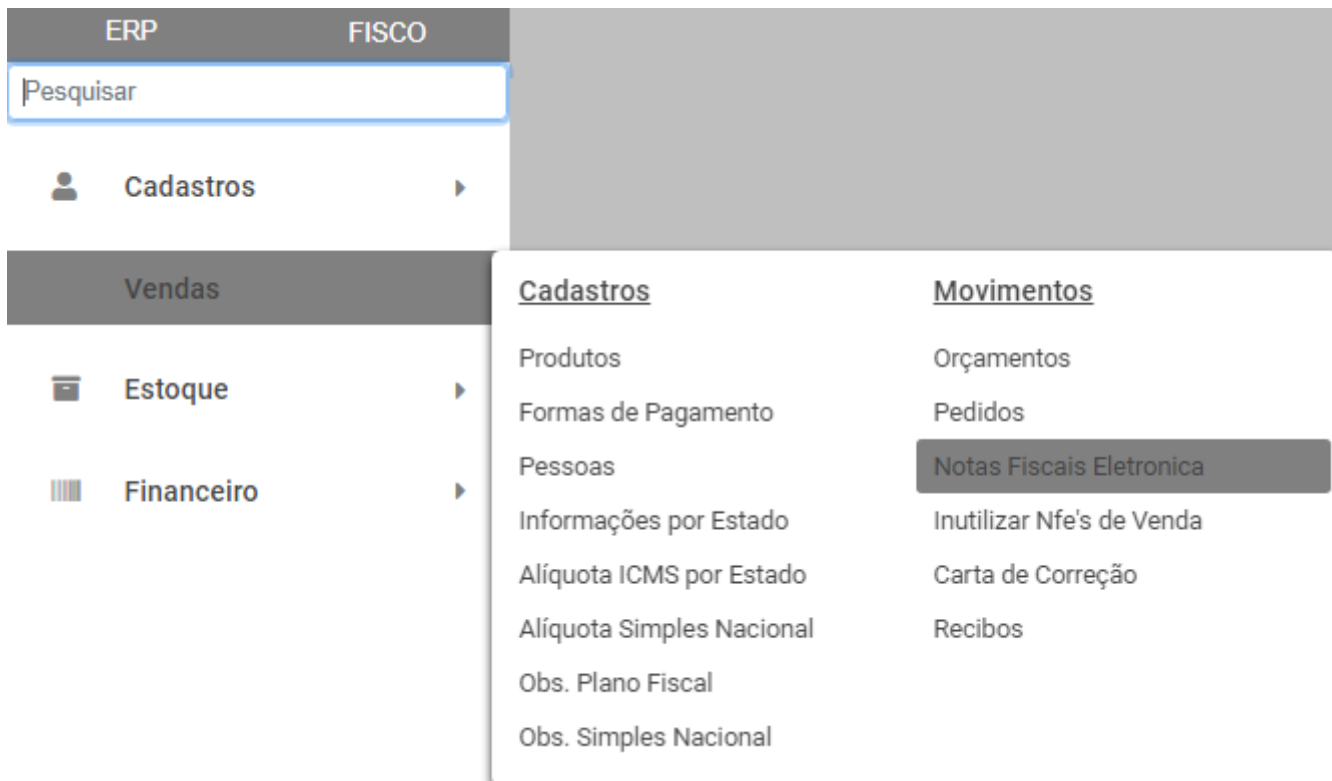 ERP FISCO
Pesquisar
Cadastros
Vendas
Estoque
Financeiro
Cadastros
Produtos
Formas de Pagamento
Pessoas
Informações por Estado
Alíquota ICMS por Estado
Alíquota Simples Nacional
Obs. Plano Fiscal
Obs. Simples Nacional
Movimentos
Orçamentos
Pedidos
Notas Fiscais Eletronica
Inutilizar Nfe's de Venda
Carta de Correção
Recibos